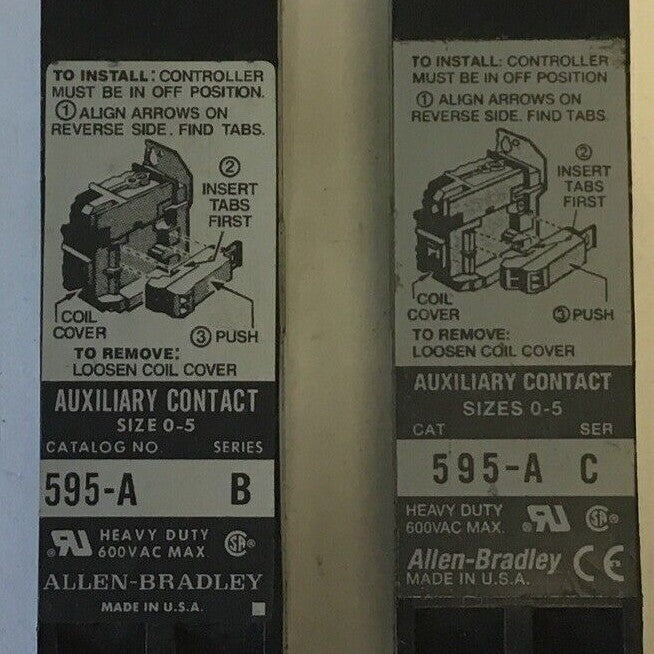 TO INSTALL: CONTROLLER
MUST BE IN OFF POSITION.
① ALIGN ARROWS ON
REVERSE SIDE. FIND TABS.
②
INSERT
TABS
FIRST
COIL
COVER
③ PUSH
TO REMOVE:
LOOSEN COIL COVER
AUXILIARY CONTACT
SIZE 0-5
CATALOG NO. SERIES
595-A B
HEAVY DUTY
600VAC MAX
ALLEN-BRADLEY
MADE IN U.S.A.
TO INSTALL: CONTROLLER
MUST BE IN OFF POSITION
① ALIGN ARROWS ON
REVERSE SIDE. FIND TABS.
②
INSERT
TABS
FIRST
COIL
COVER
③ PUSH
TO REMOVE:
LOOSEN COIL COVER
AUXILIARY CONTACT
SIZES 0-5
CAT SER
595-A C
HEAVY DUTY
600VAC MAX.
Allen-Bradley CE
MADE IN U.S.A.